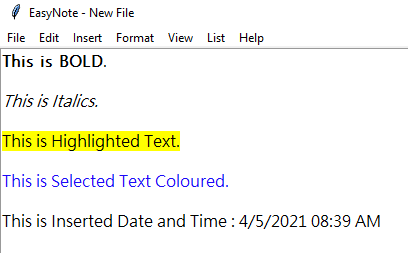 EasyNote - New File
File Edit Insert Format View List Help
This is BOLD.
This is Italics.
This is Highlighted Text.
This is Selected Text Coloured.
This is Inserted Date and Time : 4/5/2021 08:39 AM